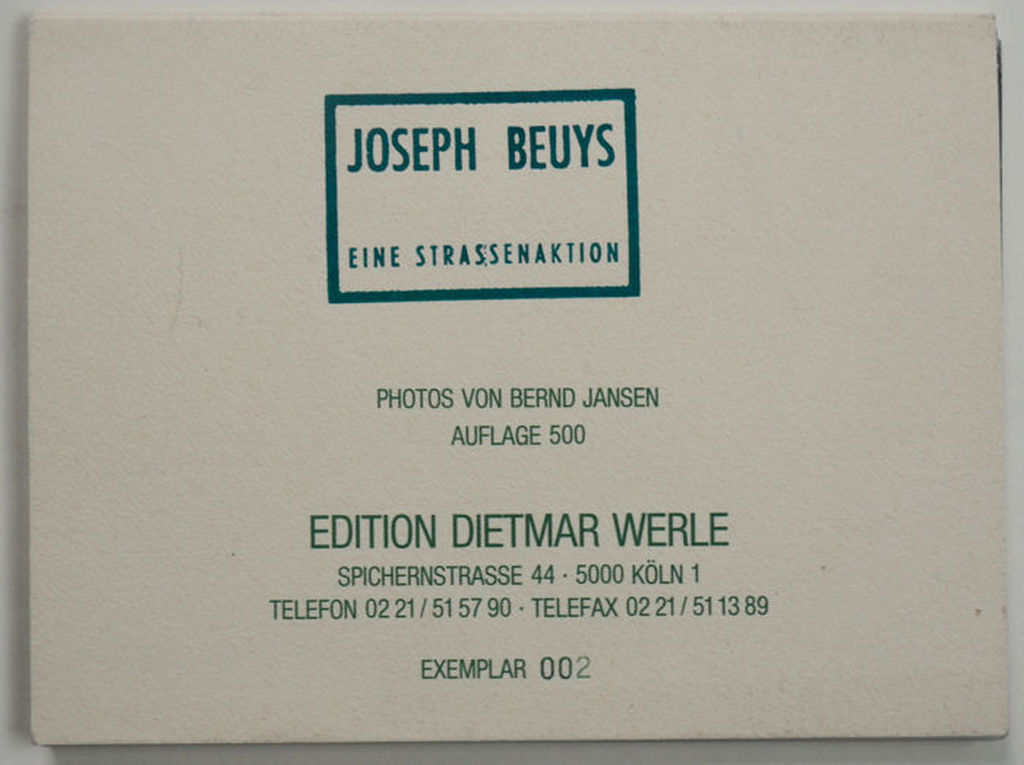 JOSEPH BEUYS
EINE STRASSENAKTION
PHOTOS VON BERND JANSEN
AUFLAGE 500
EDITION DIETMAR WERLE
SPICHERNSTRASSE 44 · 5000 KÖLN 1
TELEFON 02 21 / 51 57 90 · TELEFAX 02 21 / 51 13 89
EXEMPLAR 002